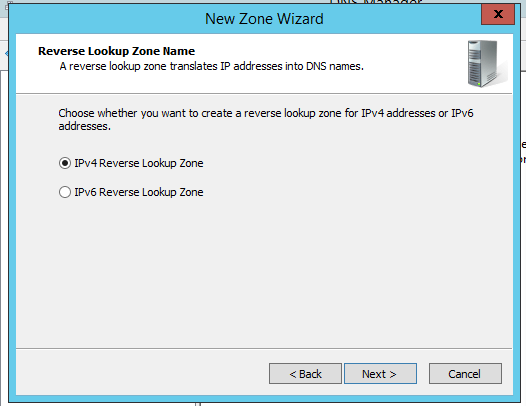 DNS Manager
New Zone Wizard
x
Reverse Lookup Zone Name
A reverse lookup zone translates IP addresses into DNS names.
Choose whether you want to create a reverse lookup zone for IPv4 addresses or IPv6
addresses.
IPv4 Reverse Lookup Zone
IPv6 Reverse Lookup Zone
< Back
Next >
Cancel